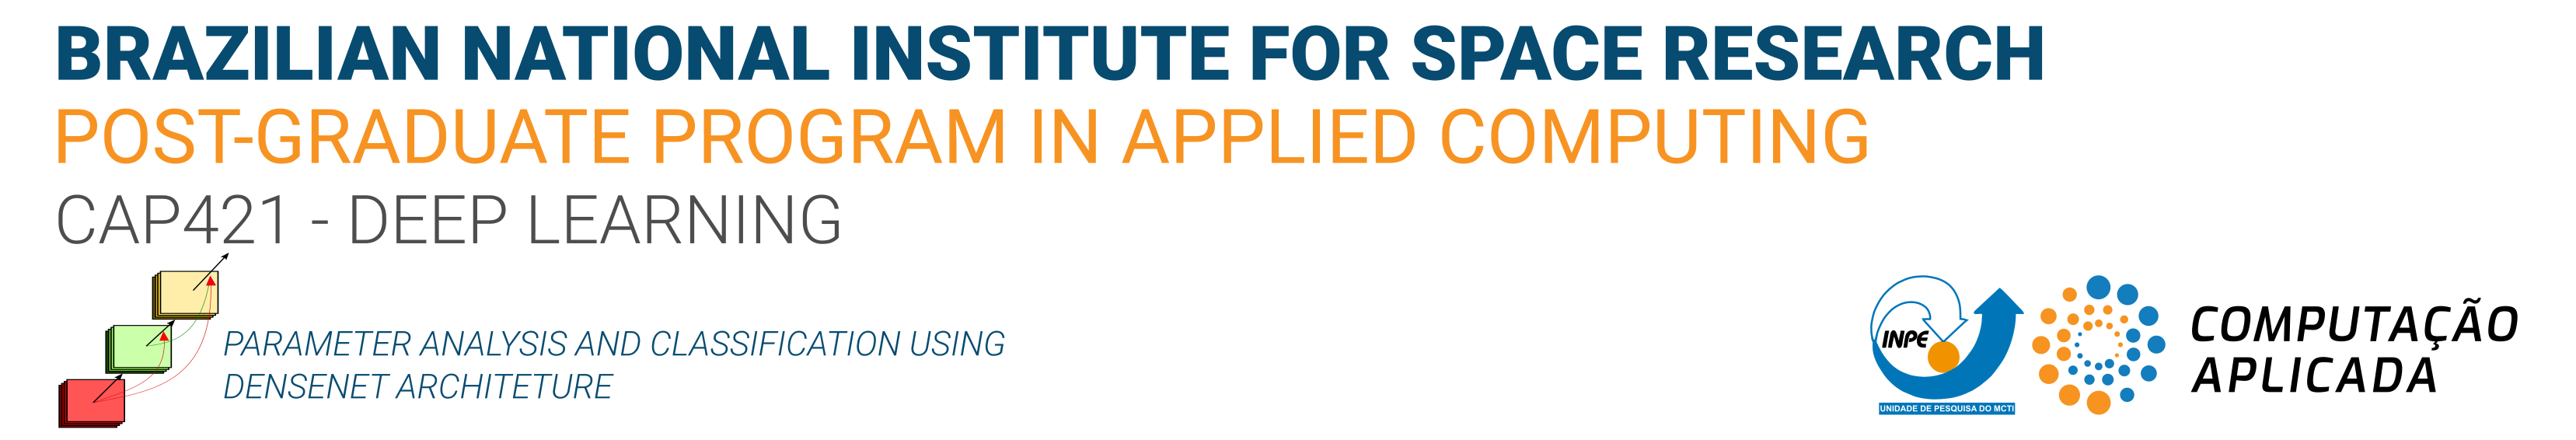 BRAZILIAN NATIONAL INSTITUTE FOR SPACE RESEARCH
POST-GRADUATE PROGRAM IN APPLIED COMPUTING
CAP421 - DEEP LEARNING
PARAMETER ANALYSIS AND CLASSIFICATION USING
DENSENET ARCHITETURE
INPE
UNIDADE DE PESQUISA DO MCTI
COMPUTAÇÃO
APLICADA